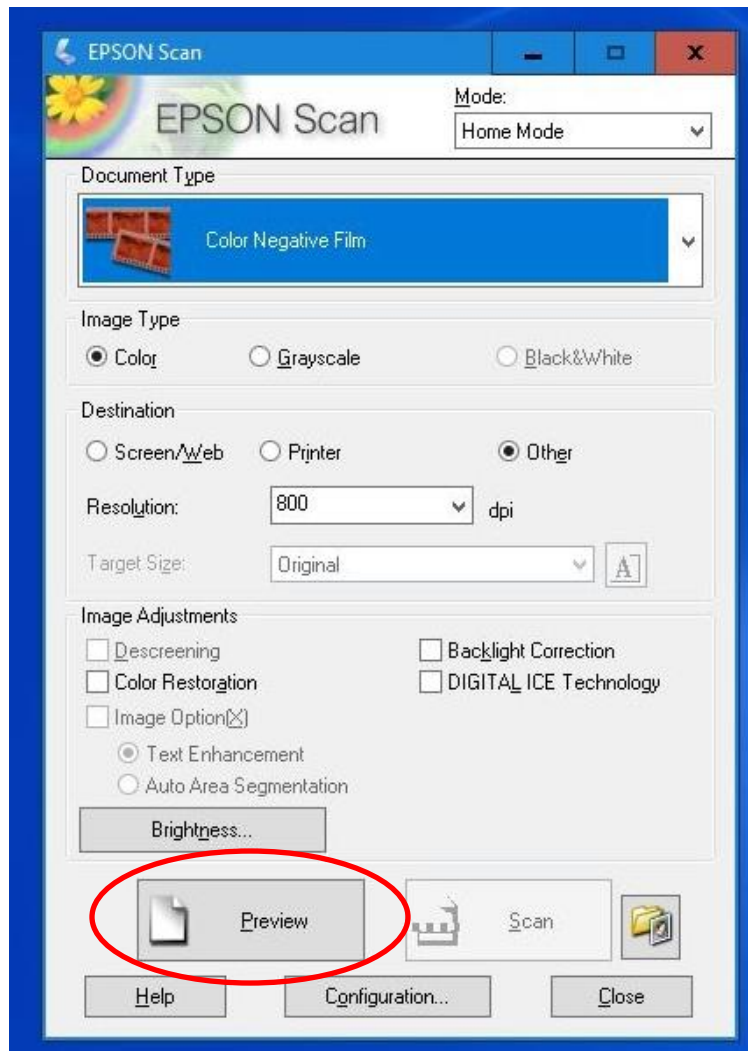 EPSON Scan
EPSON Scan
Mode:
Home Mode
Document Type
Color Negative Film
Image Type
Color Grayscale Black&White
Destination
Screen/Web Printer Other
Resolution: 800 dpi
Target Size: Original A
Image Adjustments
Descreening Backlight Correction
Color Restoration DIGITAL ICE Technology
Image Option(X)
Text Enhancement
Auto Area Segmentation
Brightness...
Preview Scan
Help Configuration... Close